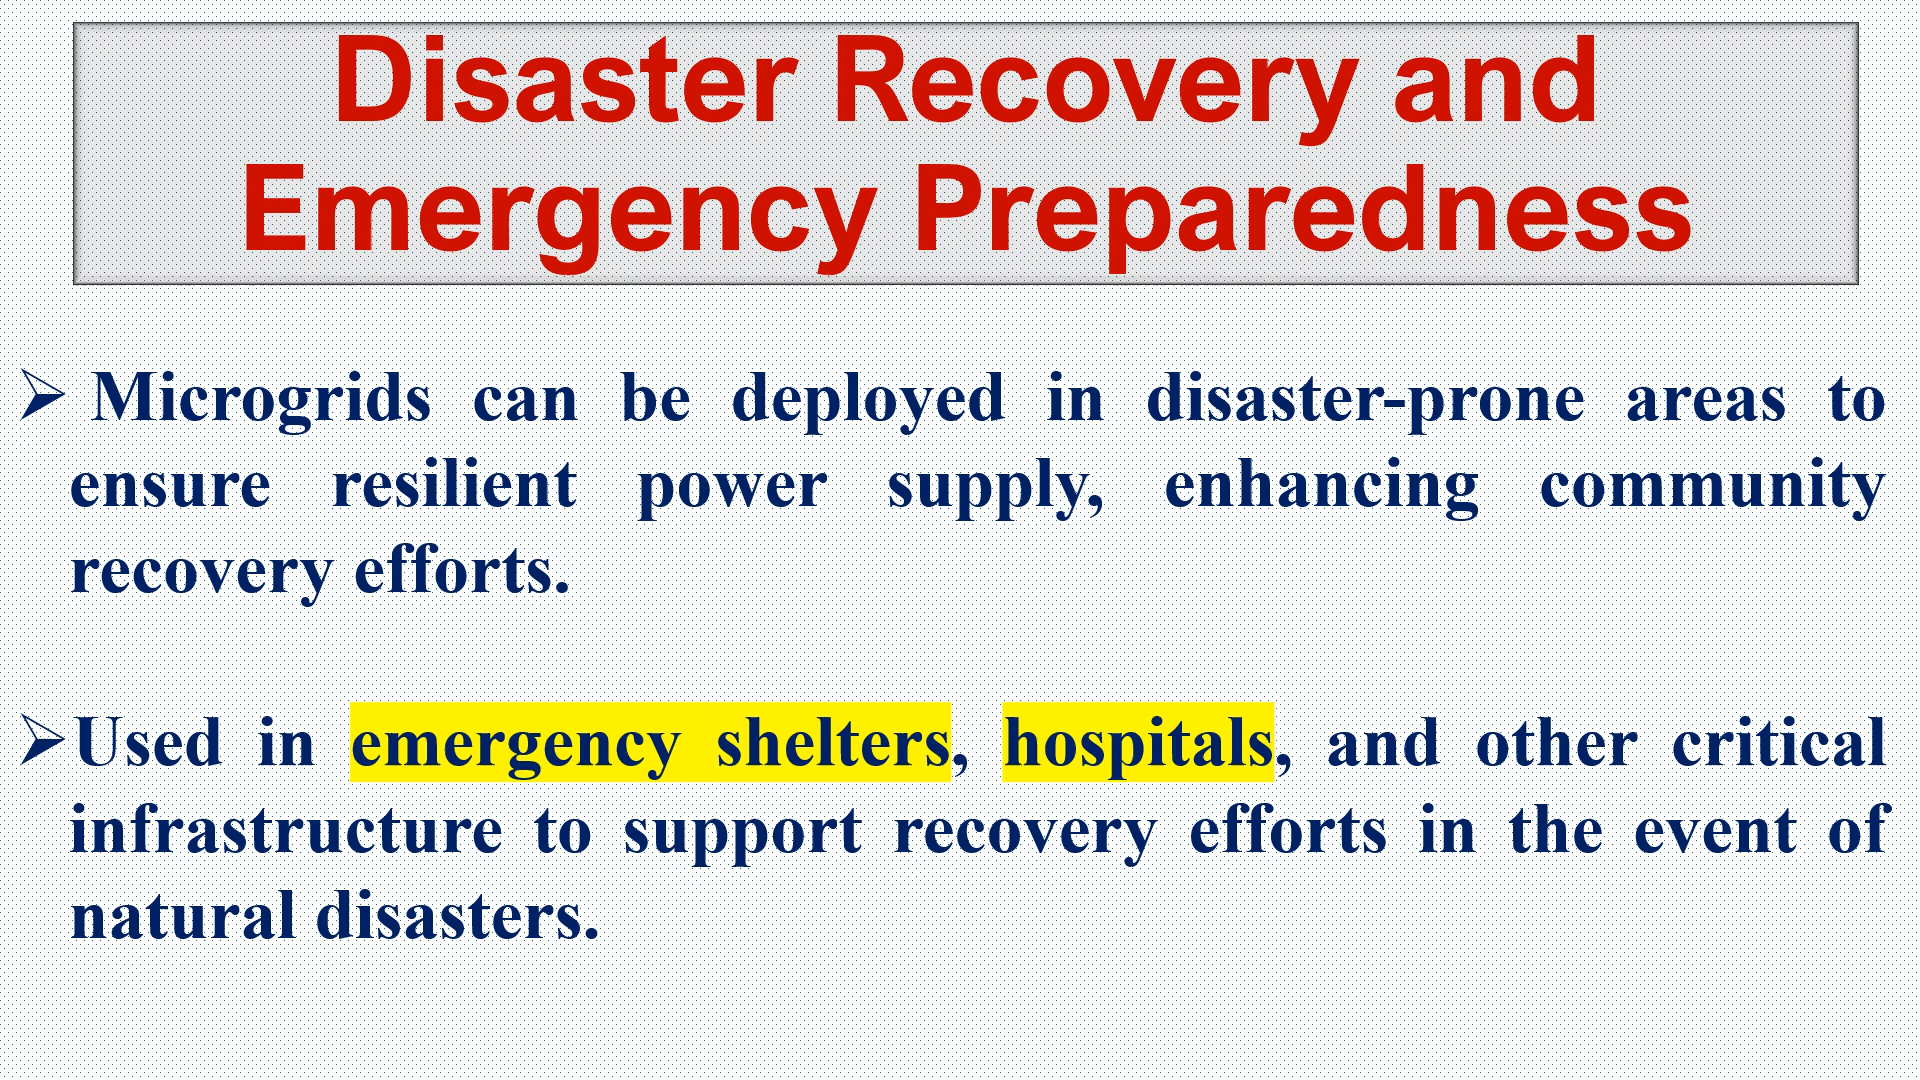 Disaster Recovery and
Emergency Preparedness
➢ Microgrids can be deployed in disaster-prone areas to
ensure resilient power supply, enhancing community
recovery efforts.
➢Used in emergency shelters, hospitals, and other critical
infrastructure to support recovery efforts in the event of
natural disasters.